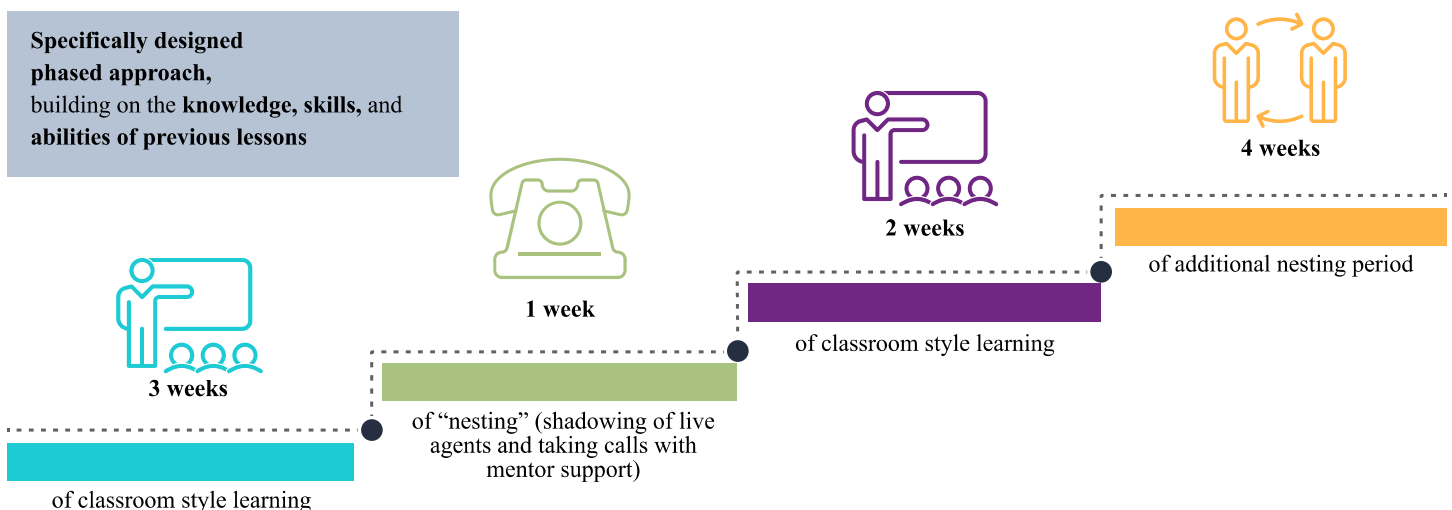 Specifically designed
phased approach,
building on the knowledge, skills, and
abilities of previous lessons
3 weeks
of classroom style learning
1 week
of “nesting” (shadowing of live
agents and taking calls with
mentor support)
2 weeks
of classroom style learning
4 weeks
of additional nesting period